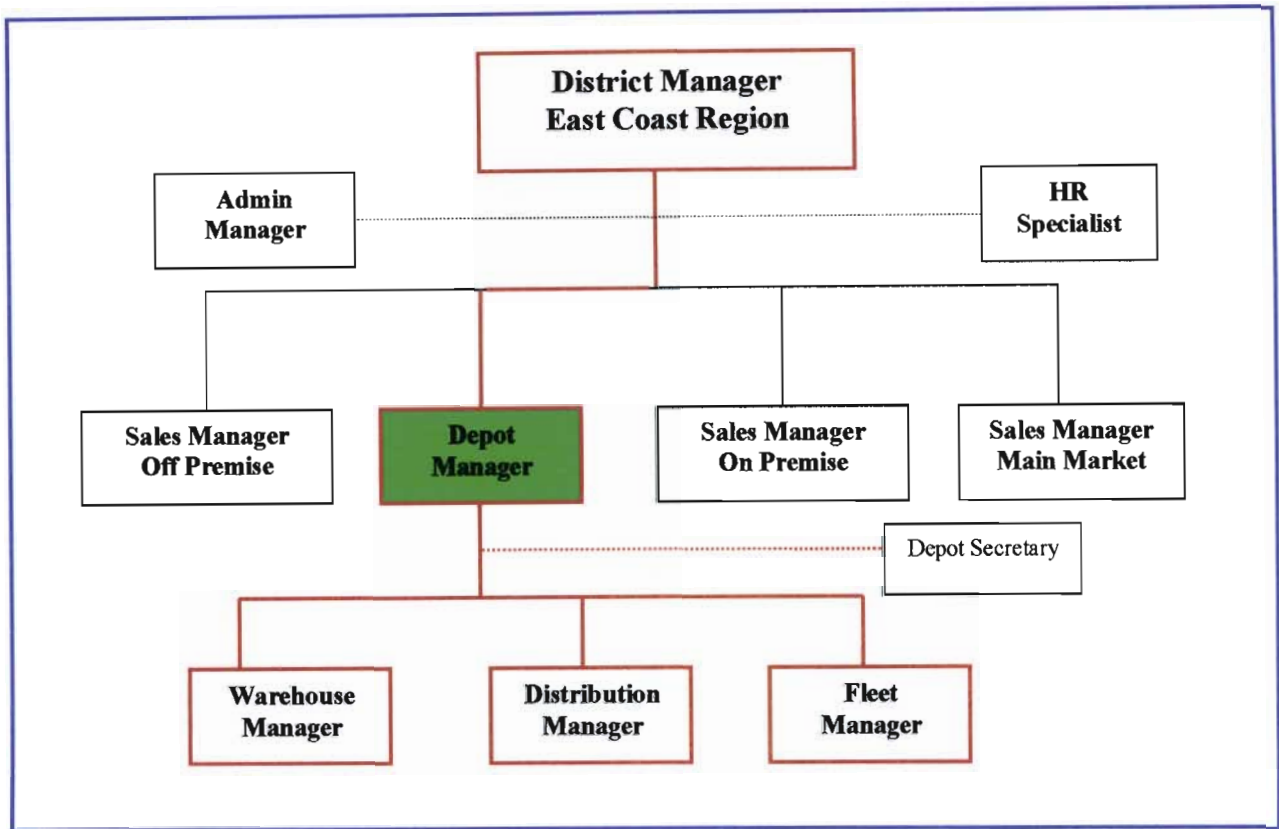 District Manager
East Coast Region
Admin
Manager
HR
Specialist
Sales Manager
Off Premise
Depot
Manager
Sales Manager
On Premise
Sales Manager
Main Market
Depot Secretary
Warehouse
Manager
Distribution
Manager
Fleet
Manager